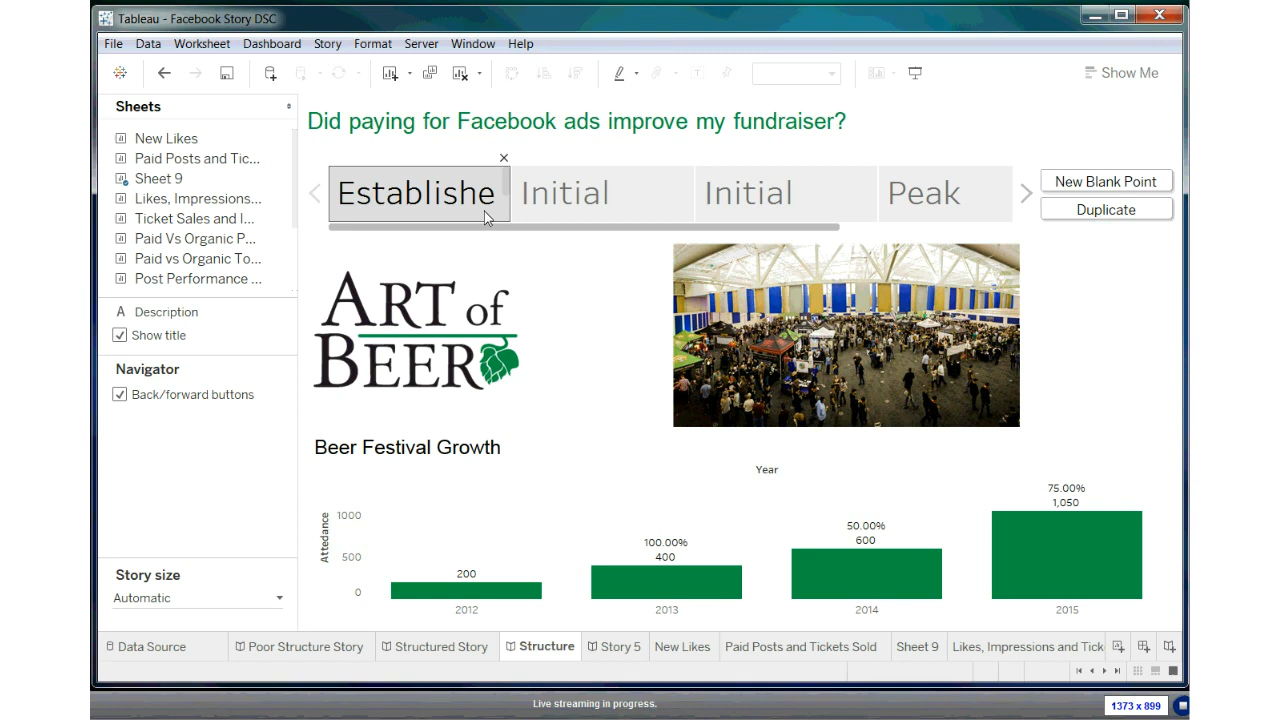 Tableau - Facebook Story DSC
File Data Worksheet Dashboard Story Format Server Window Help
Show Me
Sheets
New Likes
Paid Posts and Tic...
Sheet 9
Likes, Impressions...
Ticket Sales and I...
Paid Vs Organic P...
Paid vs Organic To...
Post Performance ...
A Description
Show title
Navigator
Back/forward buttons
Story size
Automatic
Did paying for Facebook ads improve my fundraiser?
Establishe Initial Initial Peak
New Blank Point
Duplicate
ART of
BEER
Beer Festival Growth
Year
Attedance
1000
500
0
200
100.00%
400
50.00%
600
75.00%
1,050
2012 2013 2014 2015
Data Source Poor Structure Story Structured Story Structure Story 5 New Likes Paid Posts and Tickets Sold Sheet 9 Likes, Impressions and Tick
Live streaming in progress.
1373 x 899